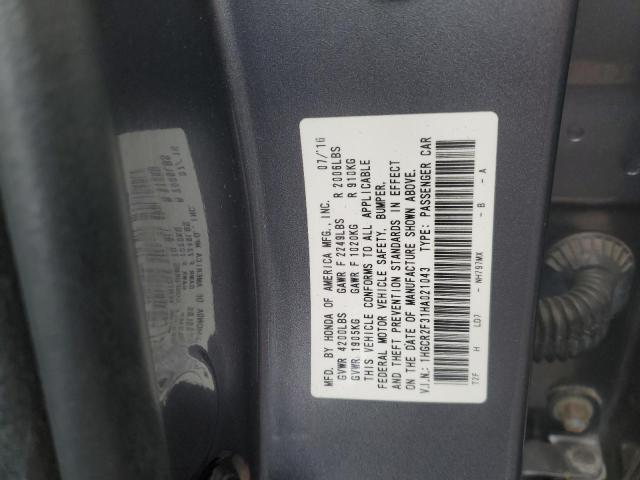 MFD. BY HONDA OF AMERICA MFG., INC. 07/'16
GVWR 4200LBS GAWR F 2249LBS R 2006LBS
GVWR 1905KG GAWR F 1020KG R 910KG
THIS VEHICLE CONFORMS TO ALL APPLICABLE
FEDERAL MOTOR VEHICLE SAFETY, BUMPER,
AND THEFT PREVENTION STANDARDS IN EFFECT
ON THE DATE OF MANUFACTURE SHOWN ABOVE.
V.I.N.: 1HGCR2F31HA021043 TYPE: PASSENGER CAR
T2F H LD7 - NH797MX - B - A